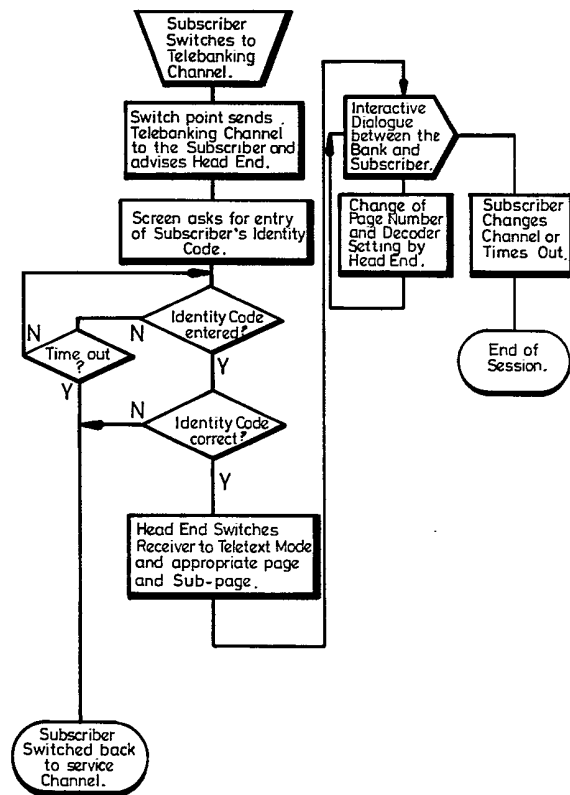 Subscriber
Switches to
Telebanking
Channel.
Switch point sends.
Telebanking Channel
to the Subscriber and
advises Head End.
Screen asks for entry
of Subscriber's Identity
Code.
Identity Code
entered?
N
N
Time out
?
Y
Y
N
Identity Code
correct?
Y
Head End Switches
Receiver to Teletext Mode
and appropriate page
and Sub-page.
Subscriber
Switched back
to service
Channel.
Interactive
Dialogue
between the
Bank and
Subscriber.
Change of
Page Number
and Decoder
Setting by
Head End.
Subscriber
Changes
Channel or
Times Out.
End of
Session.